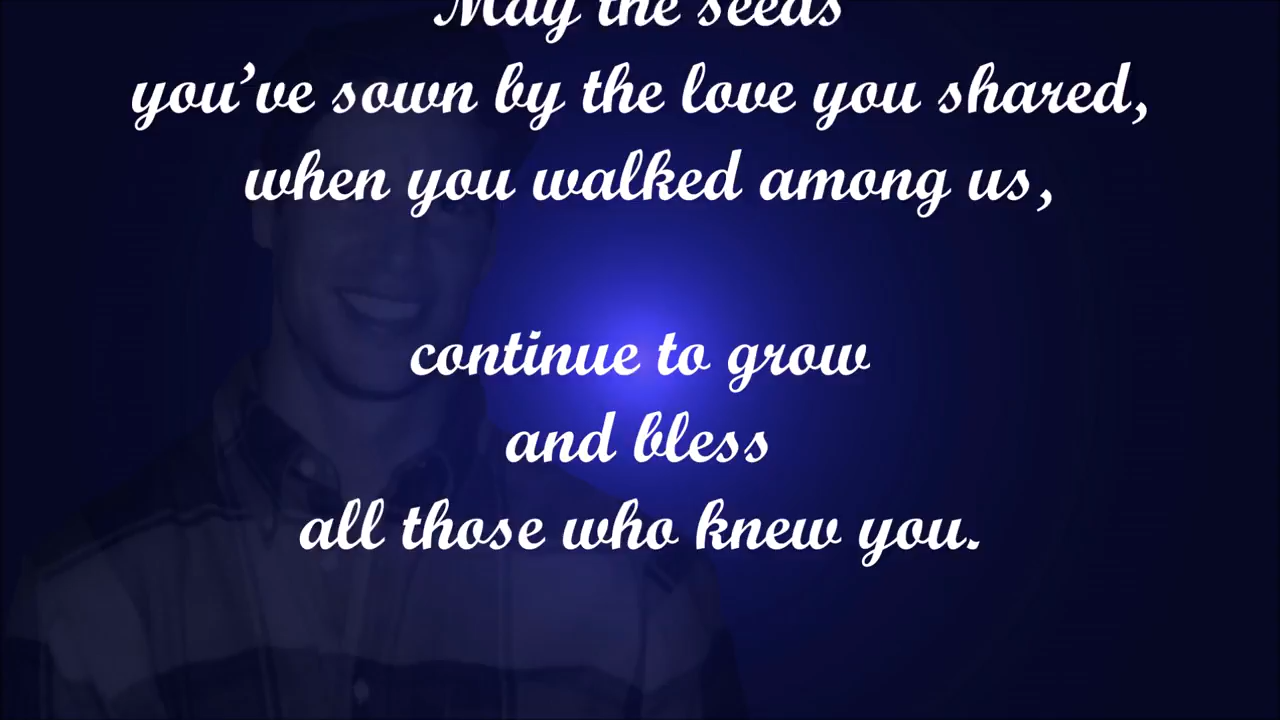 May the seeds
you’ve sown by the love you shared,
when you walked among us,
continue to grow
and bless
all those who knew you.